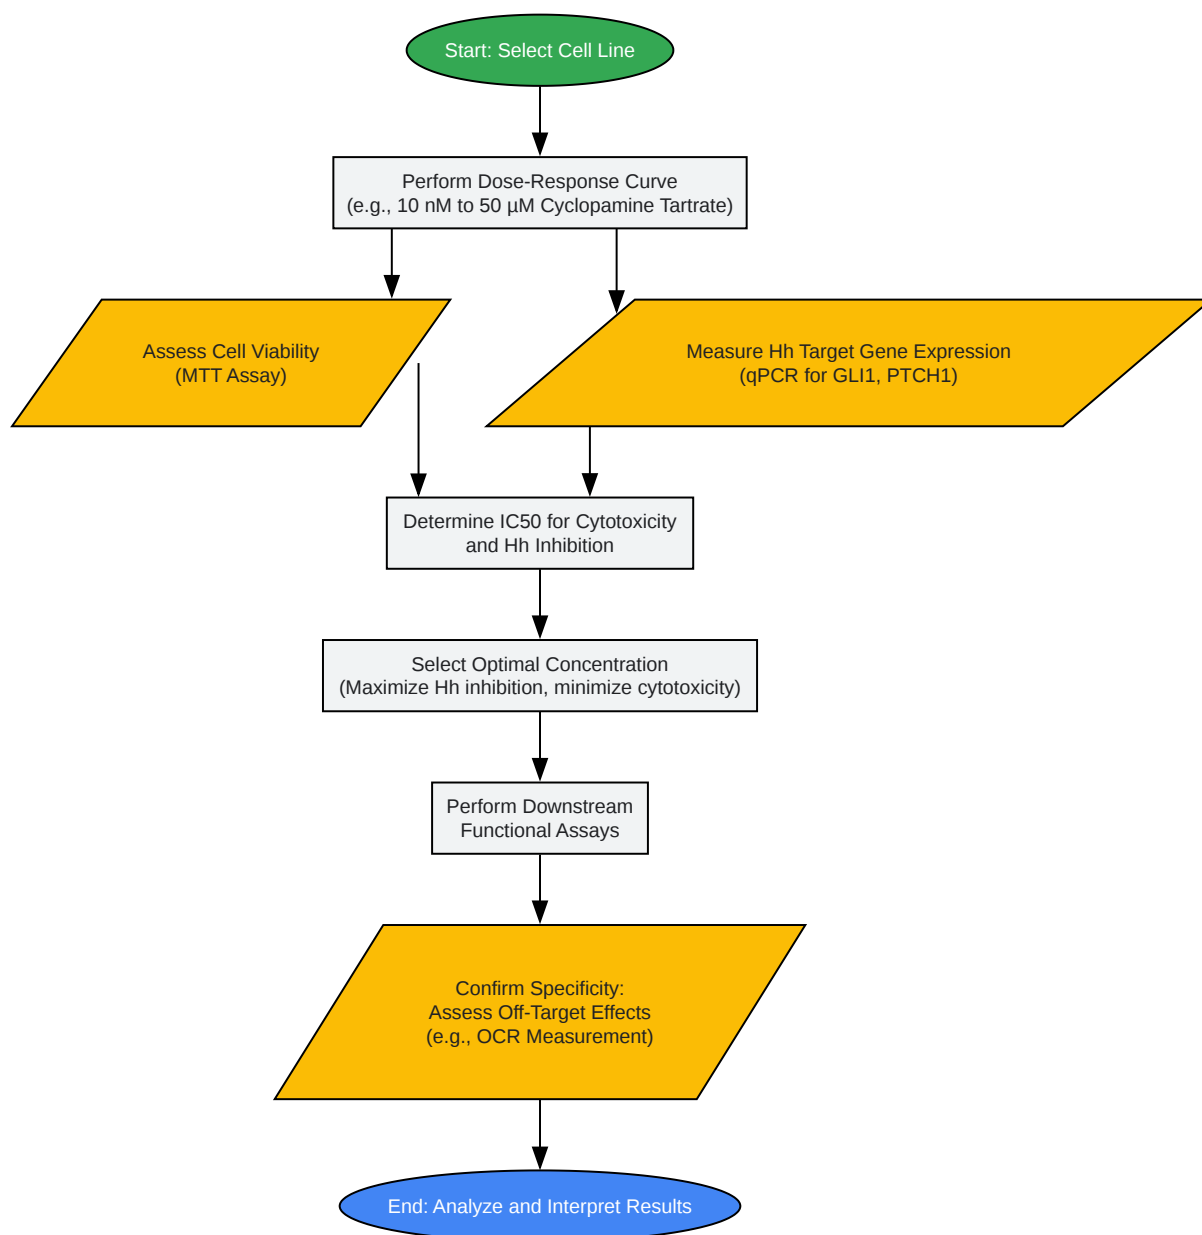 Start: Select Cell Line
Perform Dose-Response Curve
(e.g., 10 nM to 50 µM Cyclopamine Tartrate)
Assess Cell Viability
(MTT Assay)
Measure Hh Target Gene Expression
(qPCR for GLI1, PTCH1)
Determine IC50 for Cytotoxicity
and Hh Inhibition
Select Optimal Concentration
(Maximize Hh inhibition, minimize cytotoxicity)
Perform Downstream
Functional Assays
Confirm Specificity:
Assess Off-Target Effects
(e.g., OCR Measurement)
End: Analyze and Interpret Results